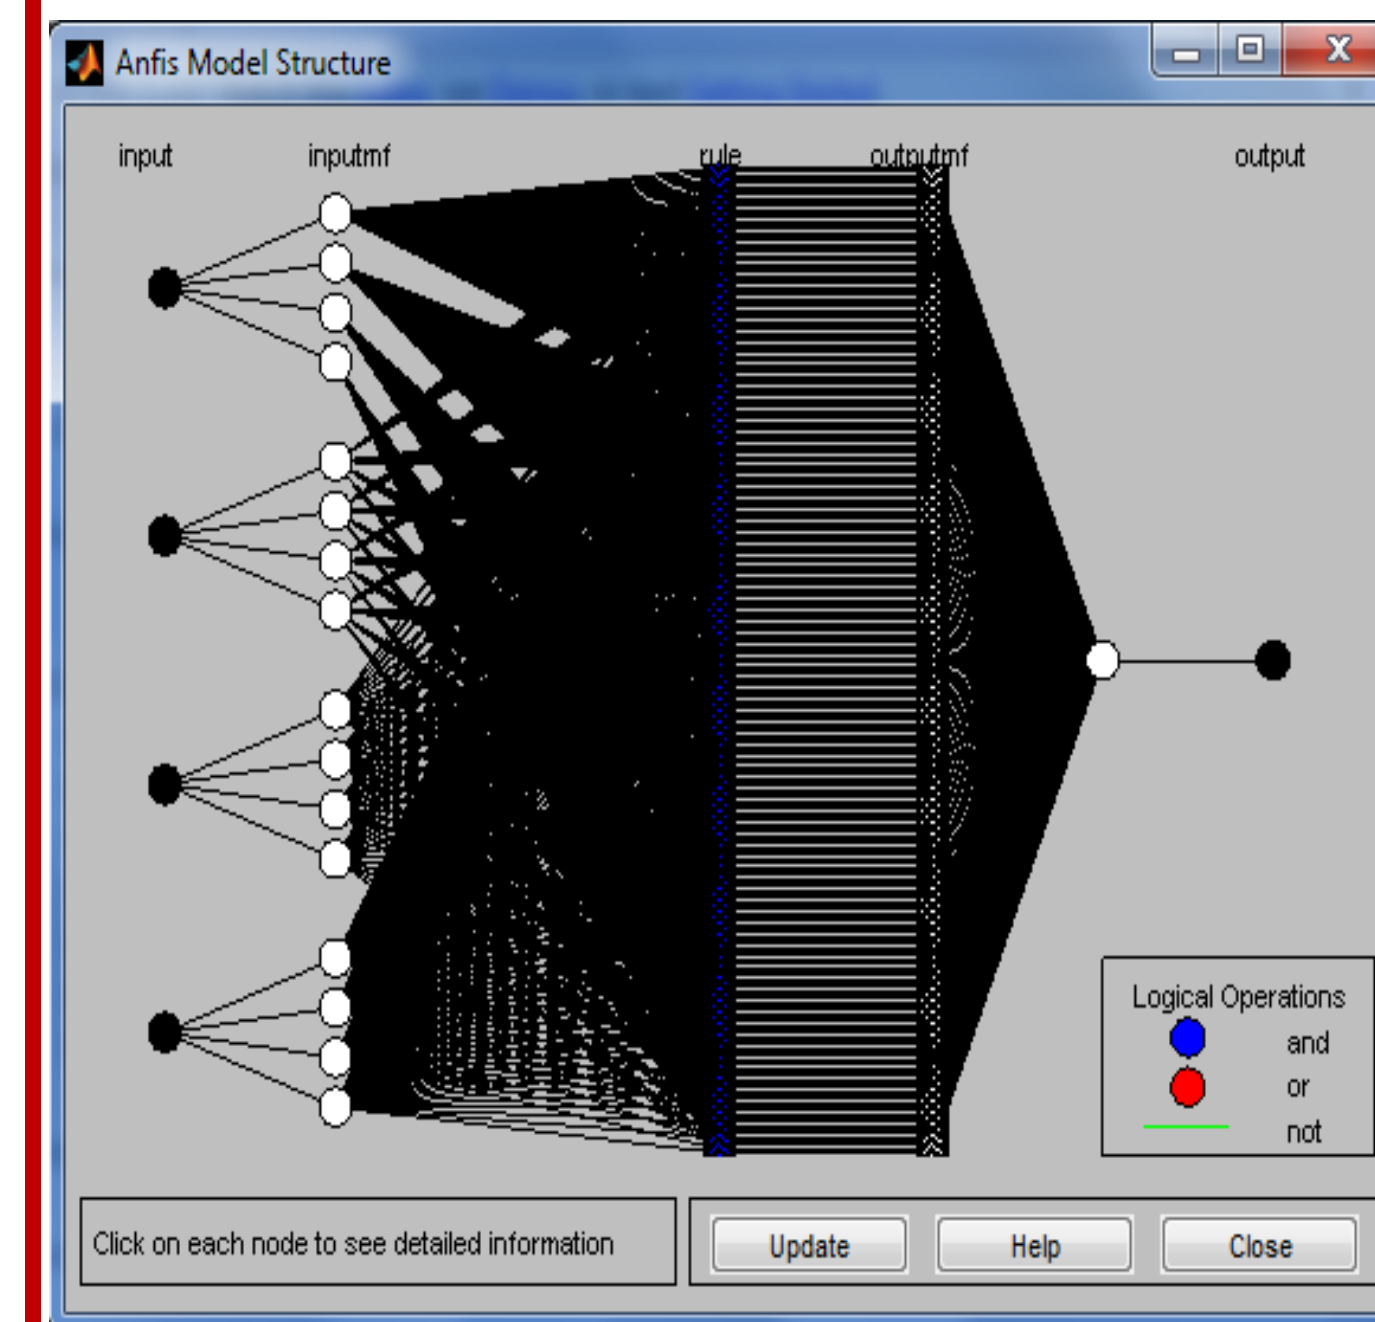 Anfis Model Structure
input inputmf rule outputmf output
Logical Operations
and
or
not
Click on each node to see detailed information
Update Help Close